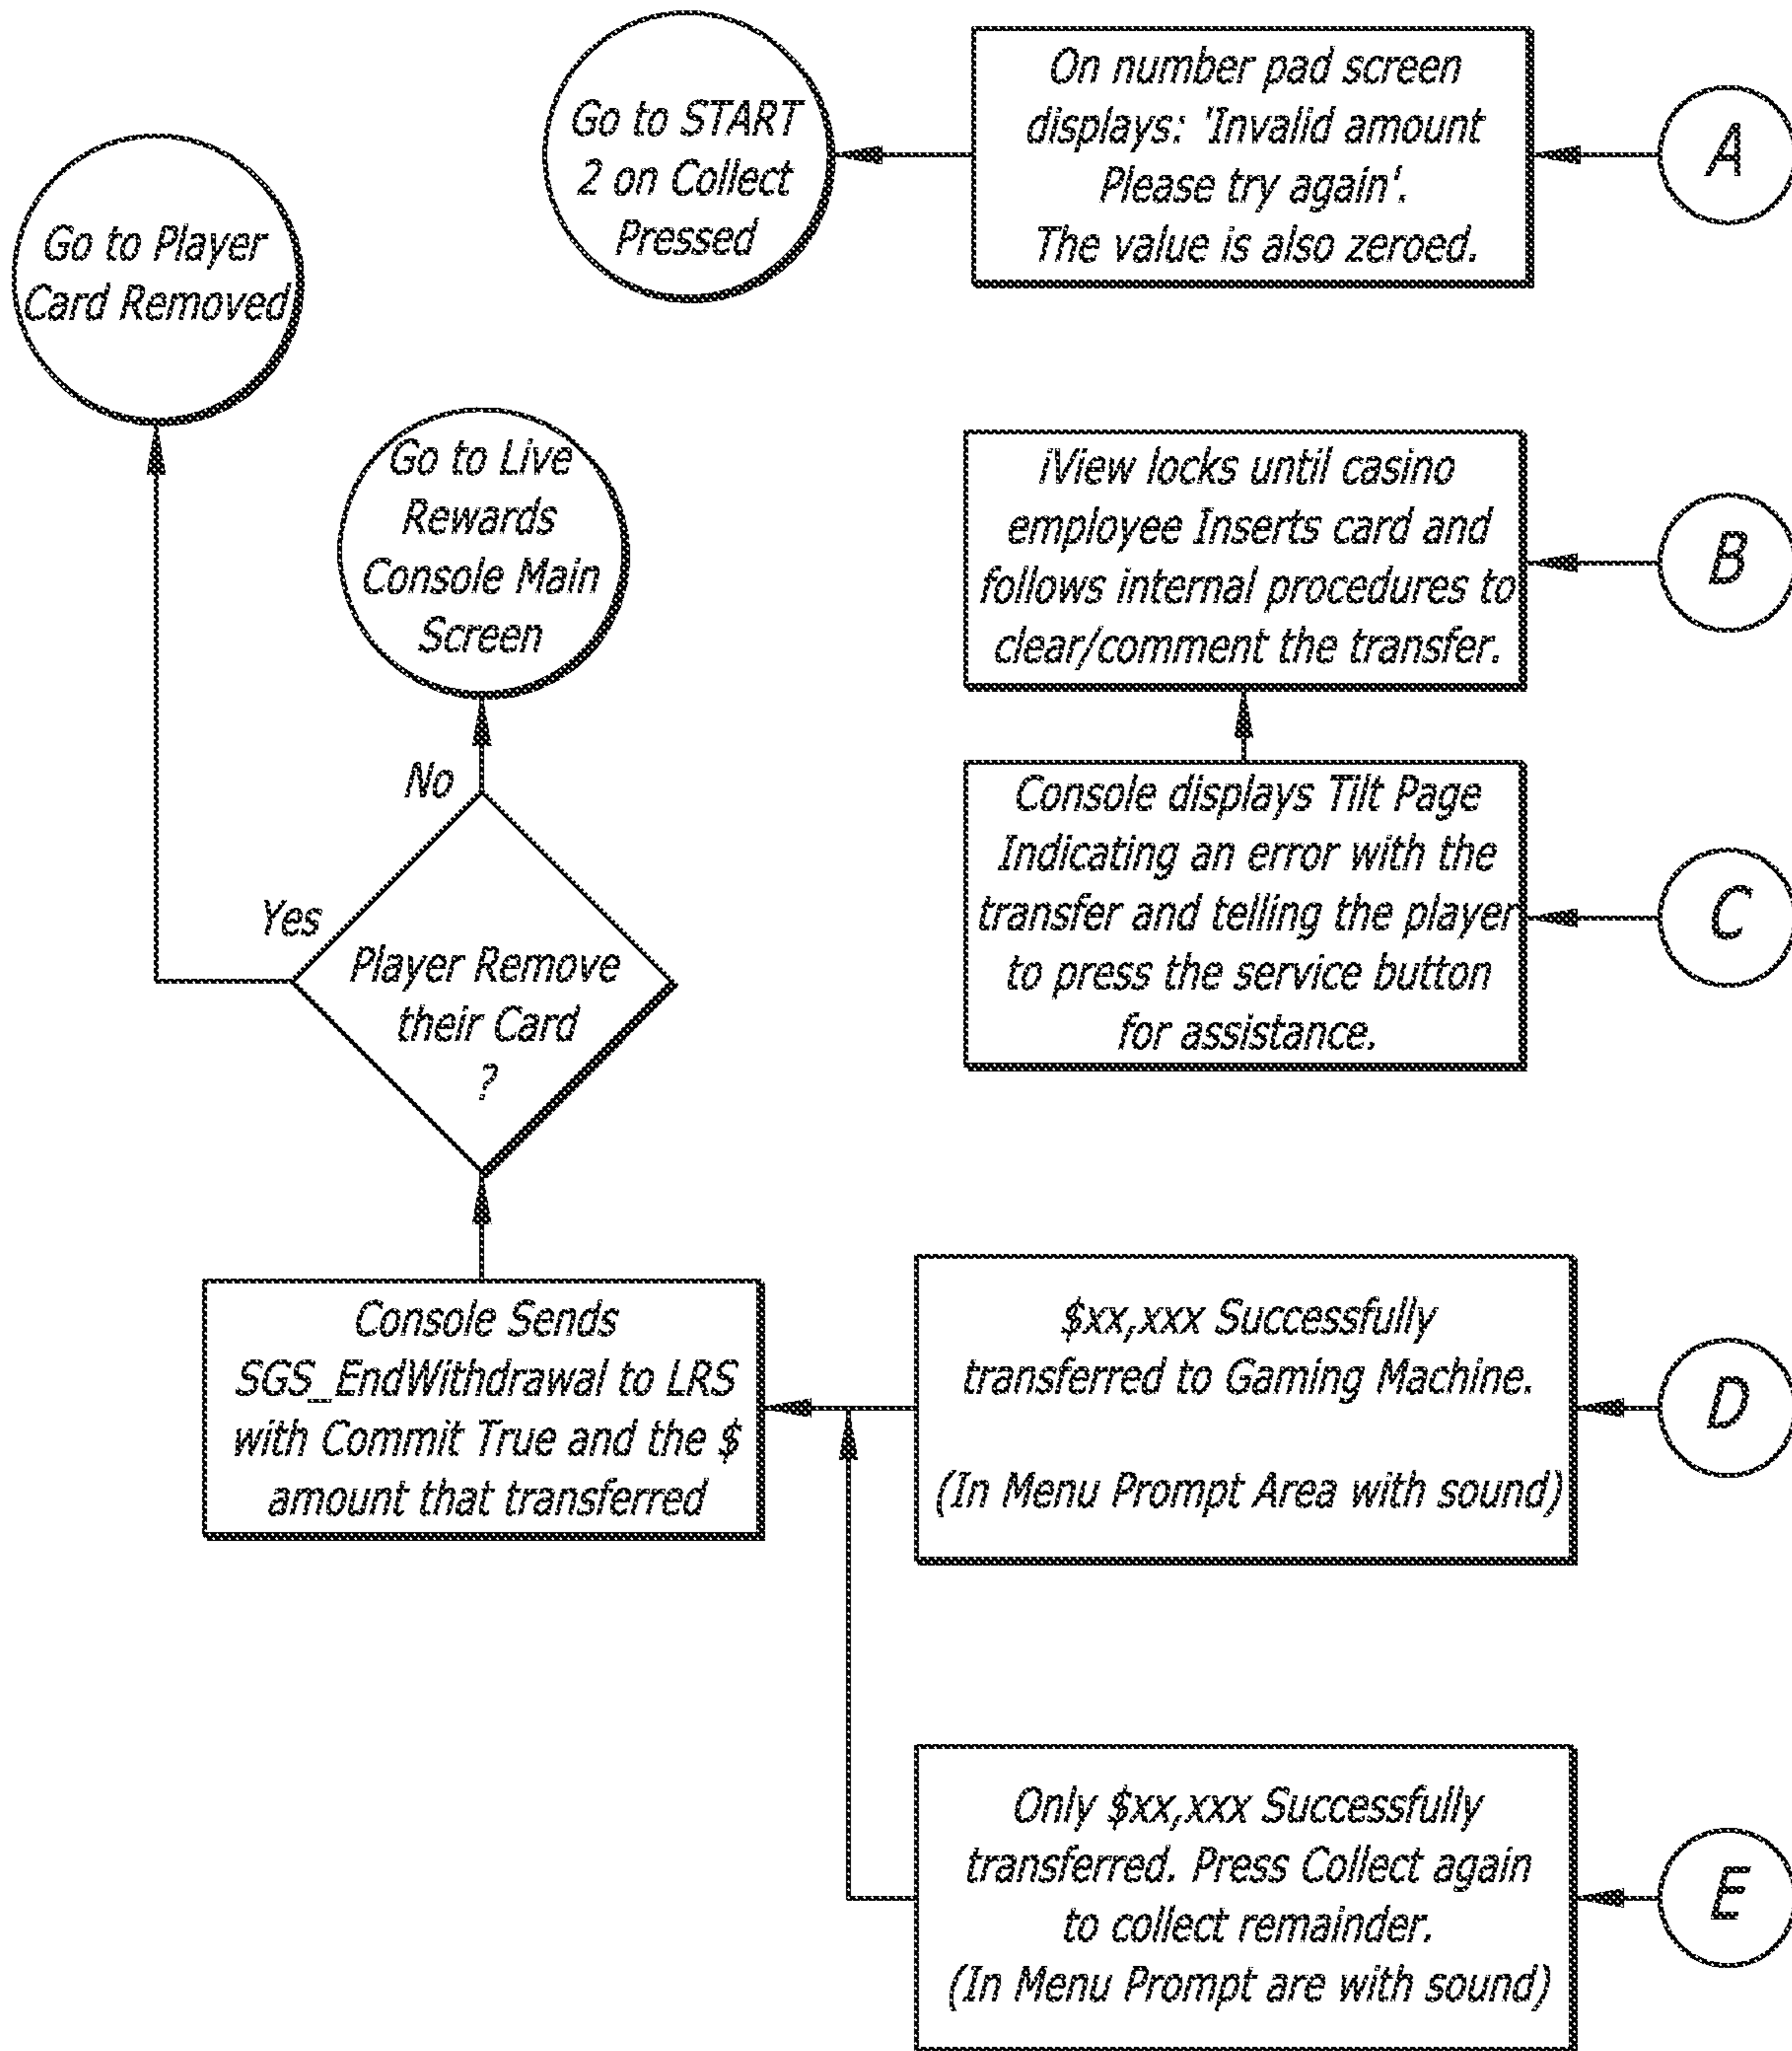 Go to START
2 on Collect
Pressed
On number pad screen
displays: 'Invalid amount
Please try again'.
The value is also zeroed.
A
Go to Player
Card Removed
Go to Live
Rewards
Console Main
Screen
iView locks until casino
employee Inserts card and
follows internal procedures to
clear/comment the transfer.
B
No
Yes
Player Remove
their Card
?
Console displays Tilt Page
Indicating an error with the
transfer and telling the player
to press the service button
for assistance.
C
Console Sends
SGS_EndWithdrawal to LRS
with Commit True and the $
amount that transferred
$xx,xxx Successfully
transferred to Gaming Machine.
(In Menu Prompt Area with sound)
D
Only $xx,xxx Successfully
transferred. Press Collect again
to collect remainder.
(In Menu Prompt are with sound)
E